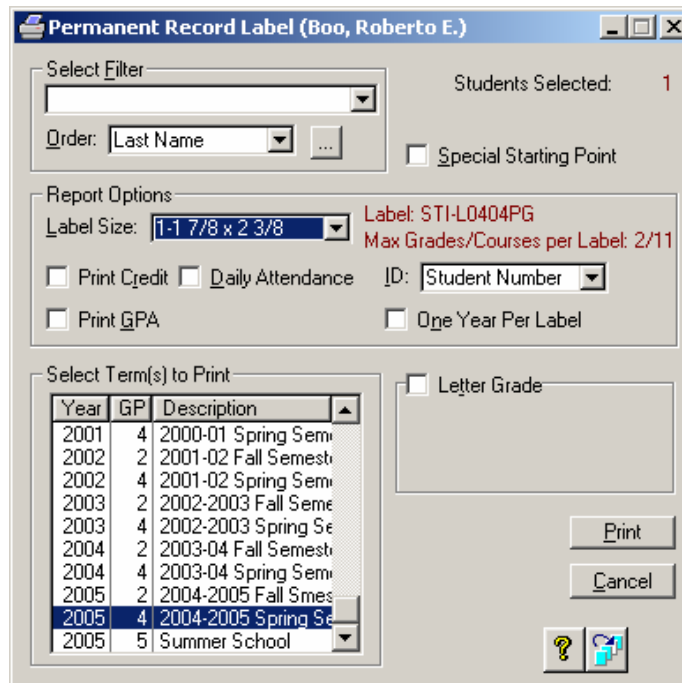 Permanent Record Label (Boo, Roberto E.)
Select Filter
Students Selected: 1
Order: Last Name ...
Special Starting Point
Report Options
Label Size: 1-1 7/8 x 2 3/8
Label: STI-L0404PG
Max Grades/Courses per Label: 2/11
Print Credit Daily Attendance ID: Student Number
Print GPA One Year Per Label
Select Term(s) to Print
Letter Grade
Year GP Description
2001 4 2000-01 Spring Seme
2002 2 2001-02 Fall Semest
2002 4 2001-02 Spring Sem
2003 2 2002-2003 Fall Seme
2003 4 2002-2003 Spring Se
2004 2 2003-04 Fall Semest
2004 4 2003-04 Spring Sem
2005 2 2004-2005 Fall Smes
2005 4 2004-2005 Spring Se
2005 5 Summer School
Print
Cancel
?